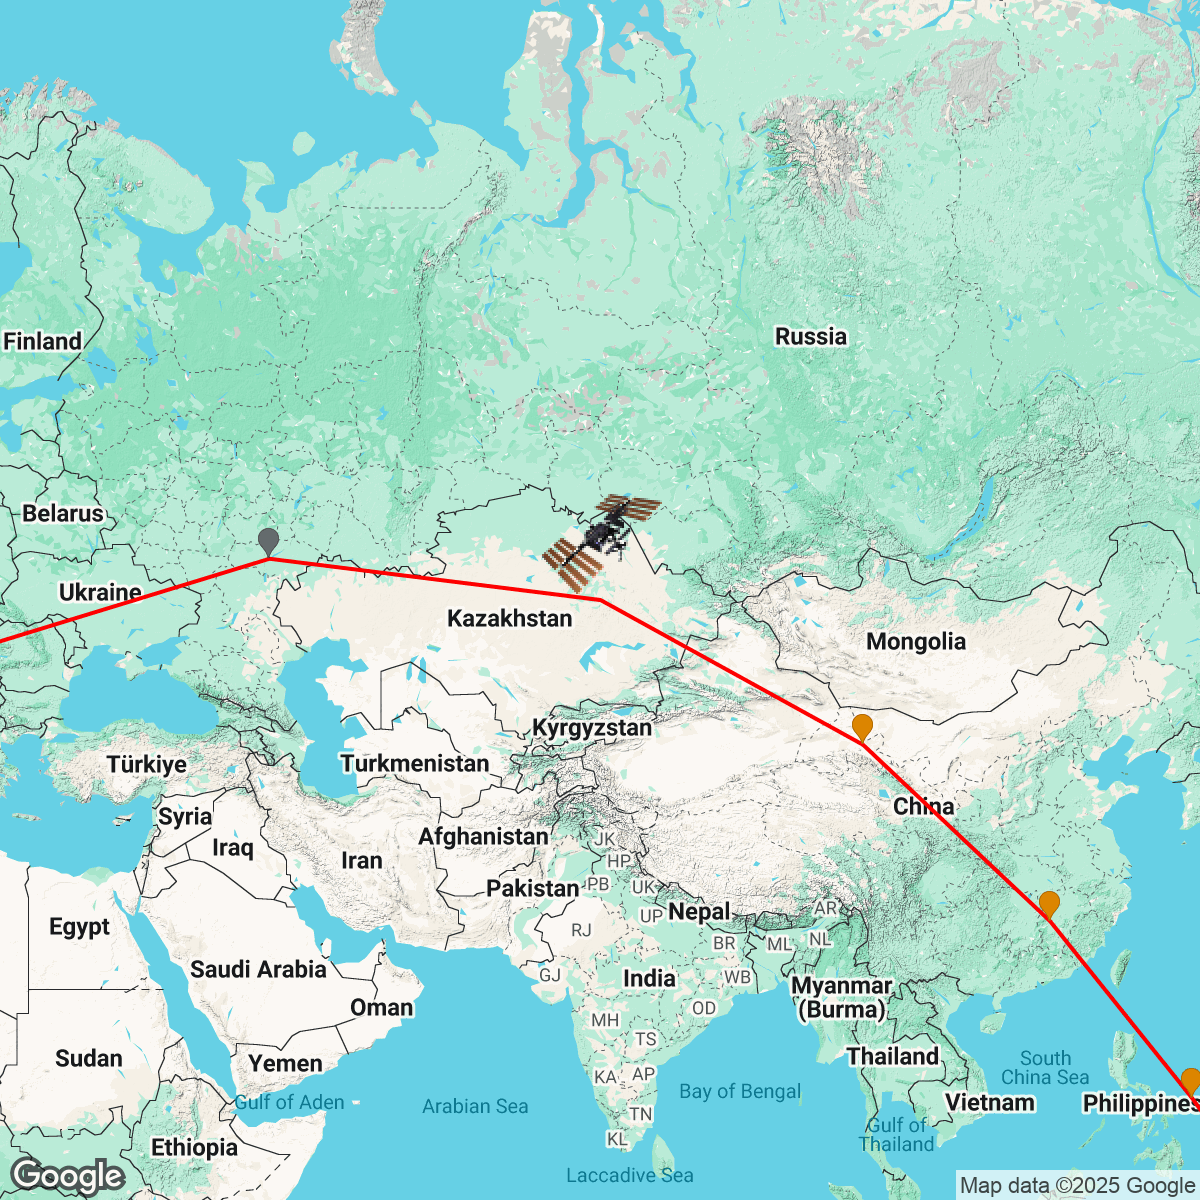 Finland
Russia
Belarus
Ukraine
Kazakhstan
Mongolia
Kyrgyzstan
Türkiye
Turkmenistan
Syria
China
Afghanistan
JK
Iraq
Iran
HP
Pakistan
PB
UK
Egypt
UP
Nepal
AR
RJ
BR
ML
NL
Saudi Arabia
GJ
India
WB
Myanmar
(Burma)
Oman
OD
MH
TS
Sudan
Yemen
Thailand
South
China Sea
KA
AP
Gulf of Aden
Arabian Sea
Bay of Bengal
Vietnam
Philippines
TN
Ethiopia
KL
Gulf of
Thailand
Laccadive Sea
Google
Map data ©2025 Google